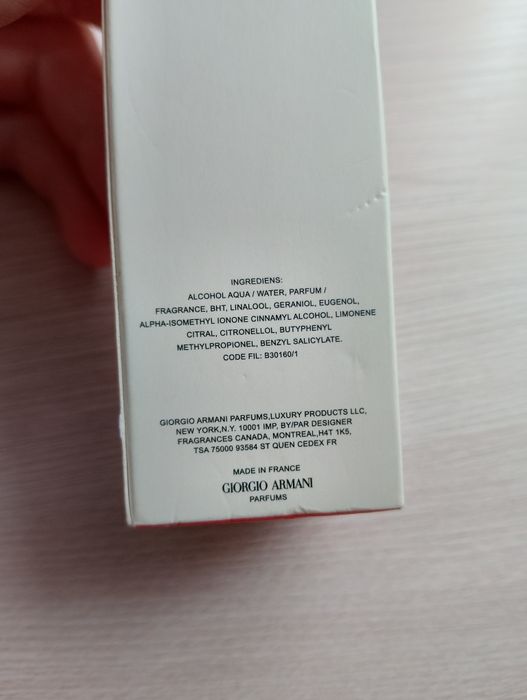 INGREDIENS:
ALCOHOL AQUA / WATER, PARFUM /
FRAGRANCE, BHT, LINALOOL, GERANIOL, EUGENOL,
ALPHA-ISOMETHYL IONONE CINNAMYL ALCOHOL, LIMONENE
CITRAL, CITRONELLOL, BUTYPHENYL
METHYLPROPIONEL, BENZYL SALICYLATE.
CODE FIL: B30160/1
GIORGIO ARMANI PARFUMS,LUXURY PRODUCTS LLC,
NEW YORK,N.Y. 10001 IMP, BY/PAR DESIGNER
FRAGRANCES CANADA, MONTREAL,H4T 1K5,
TSA 75000 93584 ST QUEN CEDEX FR
MADE IN FRANCE
GIORGIO ARMANI
PARFUMS